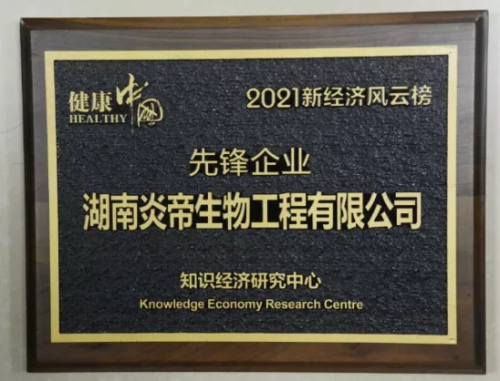 健康中国
HEALTHY
2021新经济风云榜
先锋企业
湖南炎帝生物工程有限公司
知识经济研究中心
Knowledge Economy Research Centre